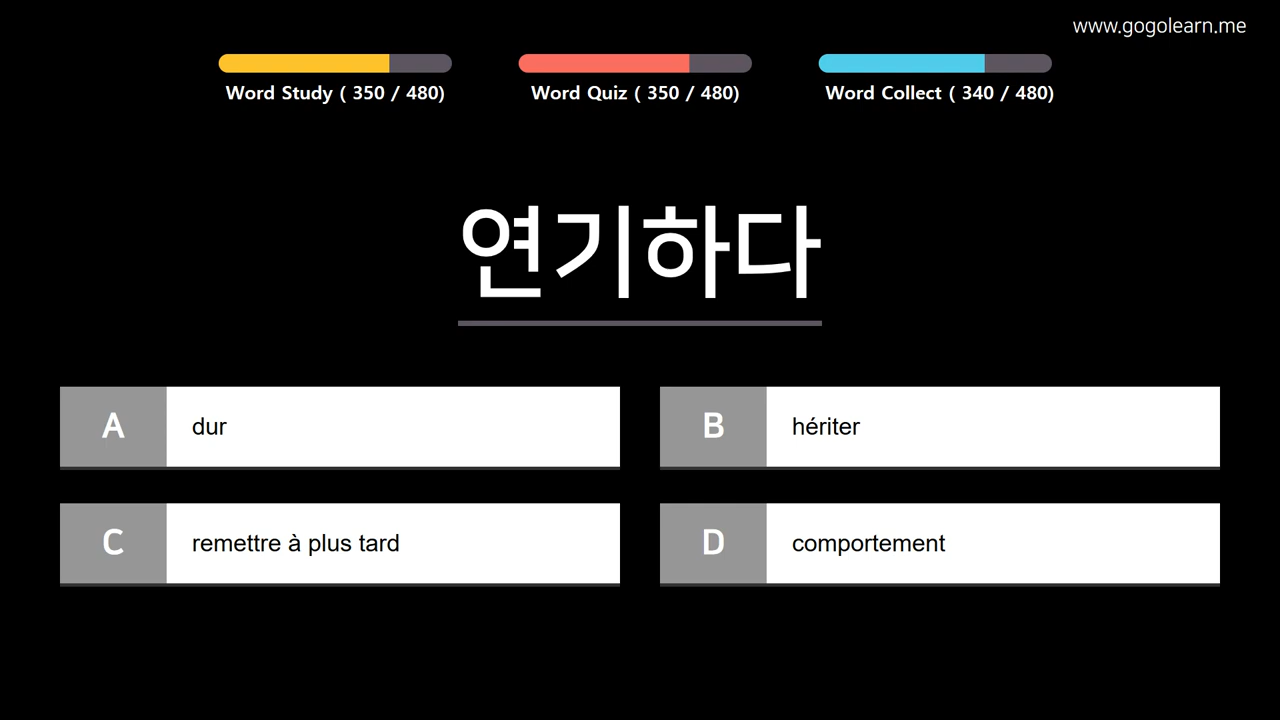 www.gogolearn.me
Word Study ( 350 / 480)
Word Quiz ( 350 / 480)
Word Collect ( 340 / 480)
연기하다
A
dur
B
hériter
C
remettre à plus tard
D
comportement